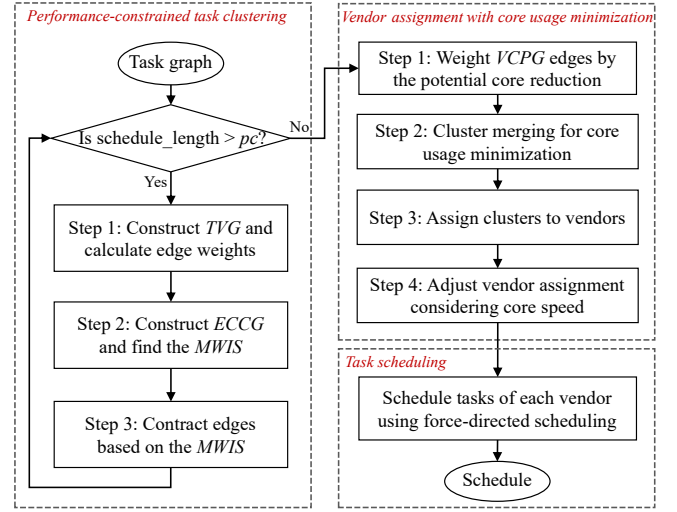 Performance-constrained task clustering
Task graph
Is schedule_length > pc?
No
Yes
Step 1: Construct TVG and
calculate edge weights
Step 2: Construct ECCG
and find the MWIS
Step 3: Contract edges
based on the MWIS
Vendor assignment with core usage minimization
Step 1: Weight VCPG edges by
the potential core reduction
Step 2: Cluster merging for core
usage minimization
Step 3: Assign clusters to vendors
Step 4: Adjust vendor assignment
considering core speed
Task scheduling
Schedule tasks of each vendor
using force-directed scheduling
Schedule